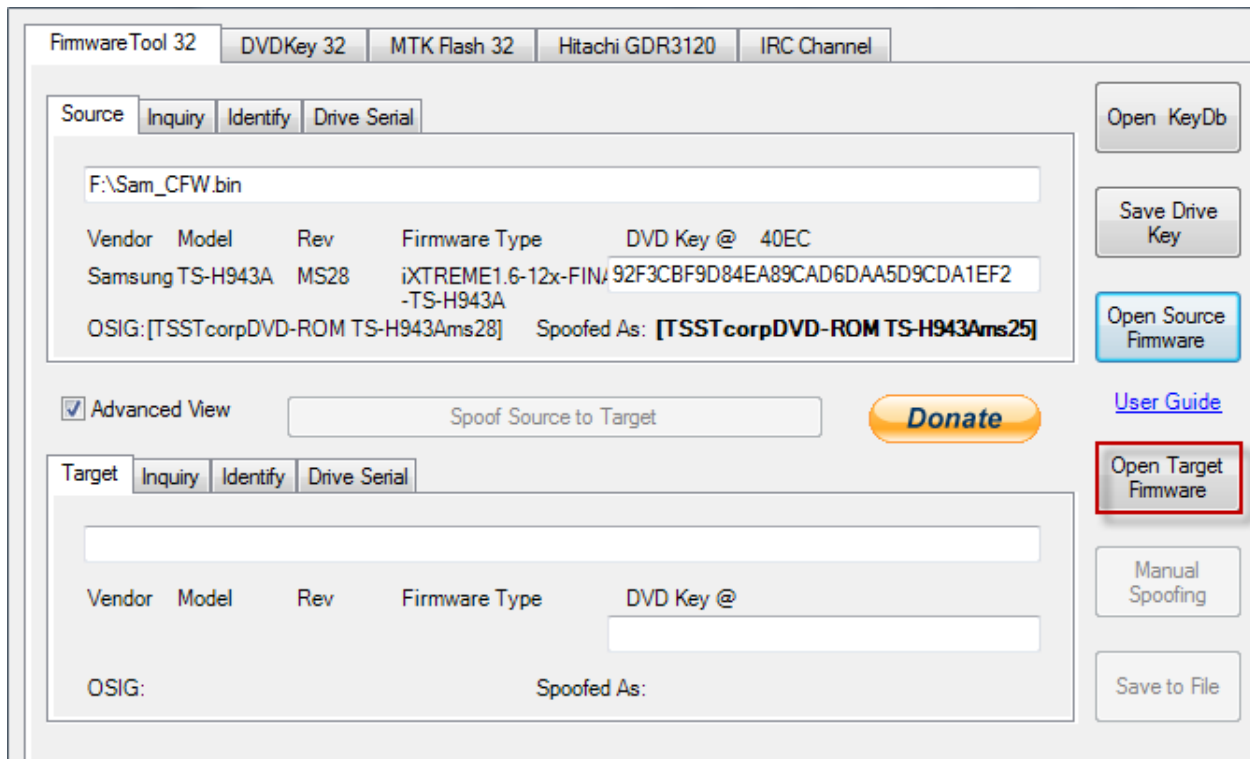 FirmwareTool 32 DVDKey 32 MTK Flash 32 Hitachi GDR3120 IRC Channel
Source Inquiry Identify Drive Serial
Open KeyDb
F:\Sam_CFW.bin
Save Drive
Key
Vendor Model Rev Firmware Type DVD Key @ 40EC
Samsung TS-H943A MS28 iXTREME1.6-12x-FINA 92F3CBF9D84EA89CAD6DAA5D9CDA1EF2
-TS-H943A
OSIG: [TSSTcorpDVD-ROM TS-H943Ams28] Spoofed As: [TSSTcorpDVD-ROM TS-H943Ams25]
Open Source
Firmware
Advanced View Spoof Source to Target Donate
User Guide
Target Inquiry Identify Drive Serial
Open Target
Firmware
Vendor Model Rev Firmware Type DVD Key @
Manual
Spoofing
OSIG: Spoofed As:
Save to File